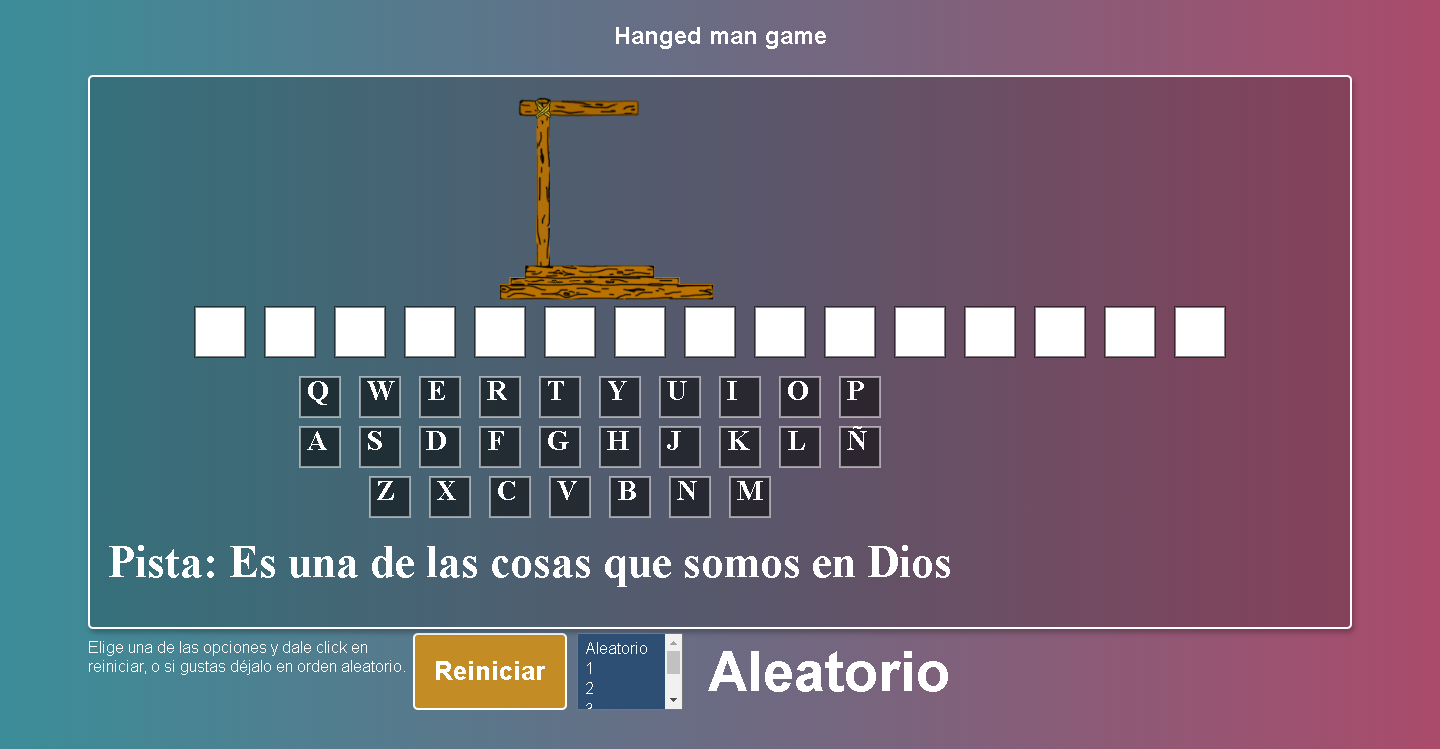 Hanged man game
Q W E R T Y U I O P
A S D F G H J K L Ñ
Z X C V B N M
Pista: Es una de las cosas que somos en Dios
Elige una de las opciones y dale click en
reiniciar, o si gustas déjalo en orden aleatorio.
Reiniciar
Aleatorio
1
2
Aleatorio